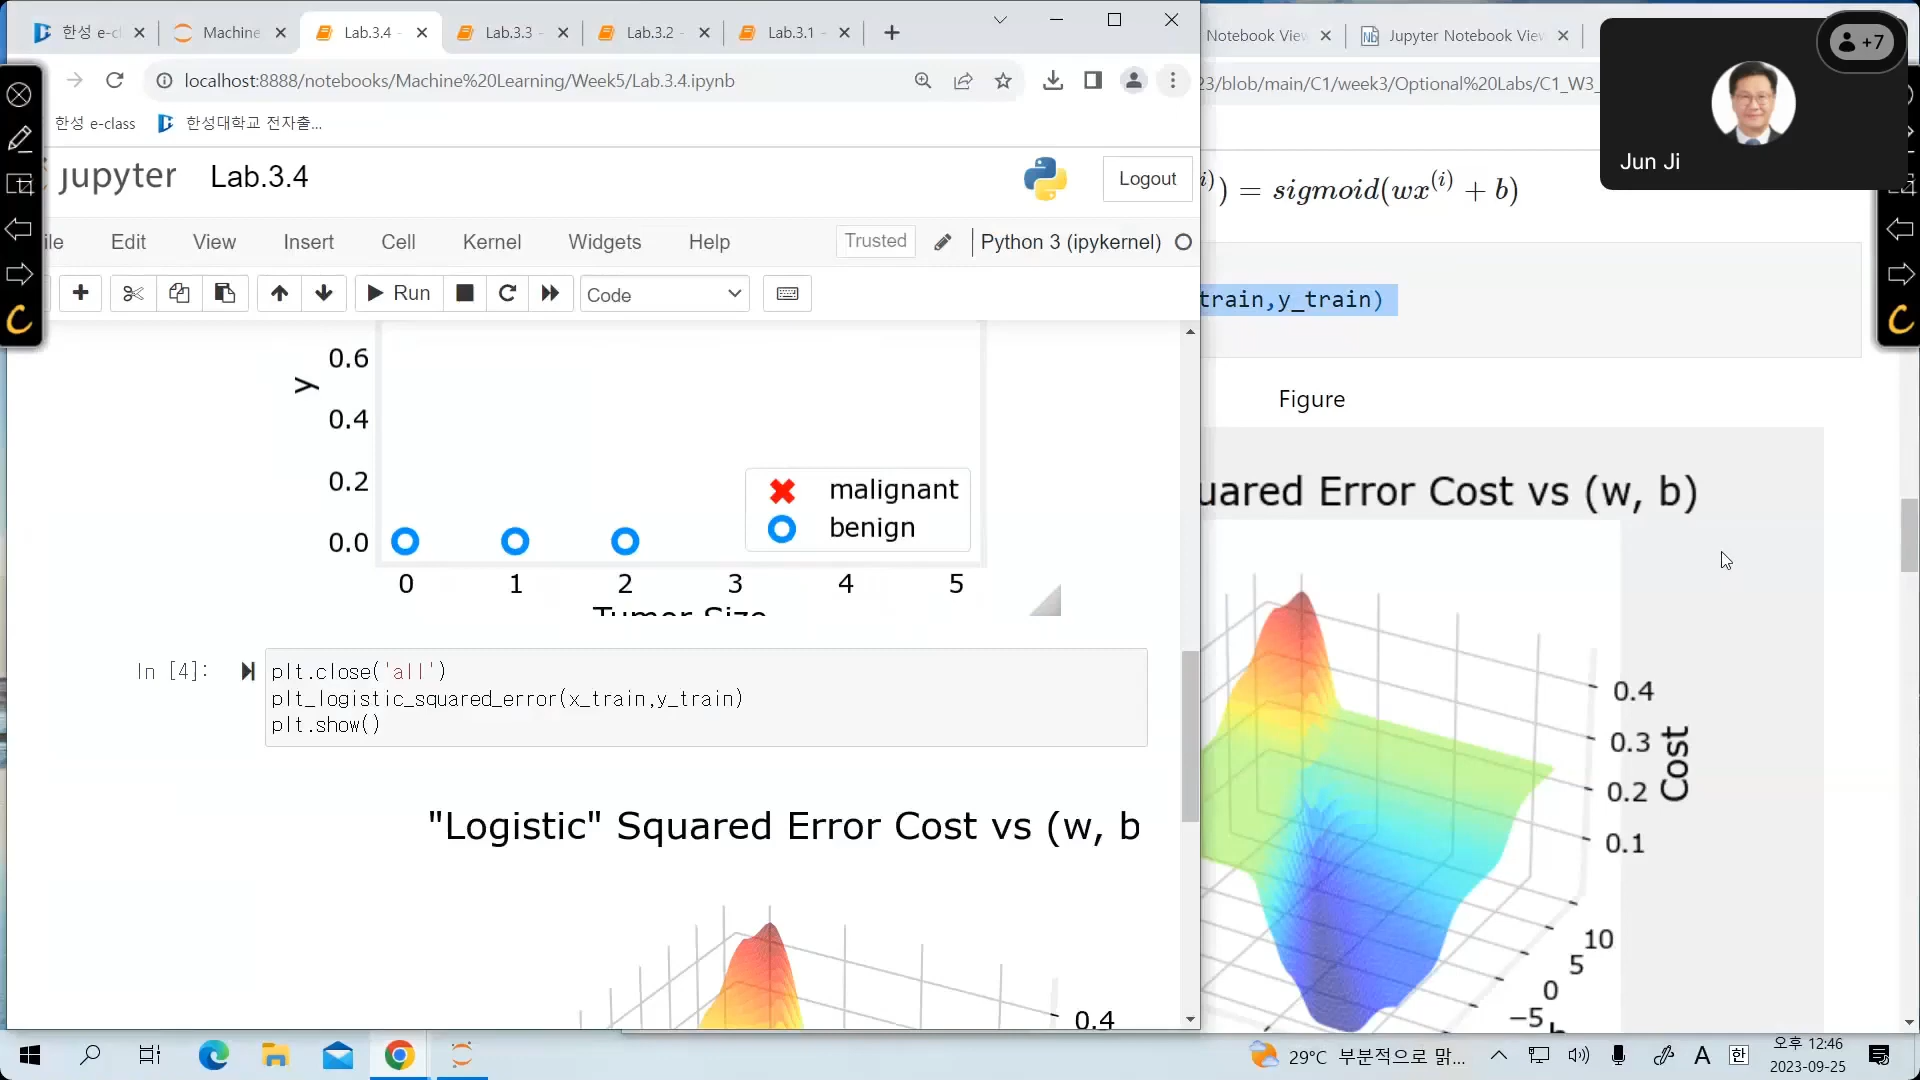 한성 e-cl
Machine
Lab.3.4 -
Lab.3.3 -
Lab.3.2 -
Lab.3.1 -
Notebook View
Jupyter Notebook View
+7
localhost:8888/notebooks/Machine%20Learning/Week5/Lab.3.4.ipynb
23/blob/main/C1/week3/Optional%20Labs/C1_W3_
한성 e-class
한성대학교 전자출...
Jun Ji
jupyter
Lab.3.4
Logout
i)) = sigmoid(wx(i) + b)
ile
Edit
View
Insert
Cell
Kernel
Widgets
Help
Trusted
Python 3 (ipykernel)
Run
Code
train,y_train)
0.6
y
0.4
0.2
0.0
malignant
benign
0 1 2 3 4 5
Tumor Size
Figure
uared Error Cost vs (w, b)
In [4]:
plt.close('all')
plt_logistic_squared_error(x_train,y_train)
plt.show()
"Logistic" Squared Error Cost vs (w, b
0.4
0.4
0.3
0.2
0.1
Cost
10
5
0
−5
b
29°C 부분적으로 맑...
A
한
오후 12:46
2023-09-25